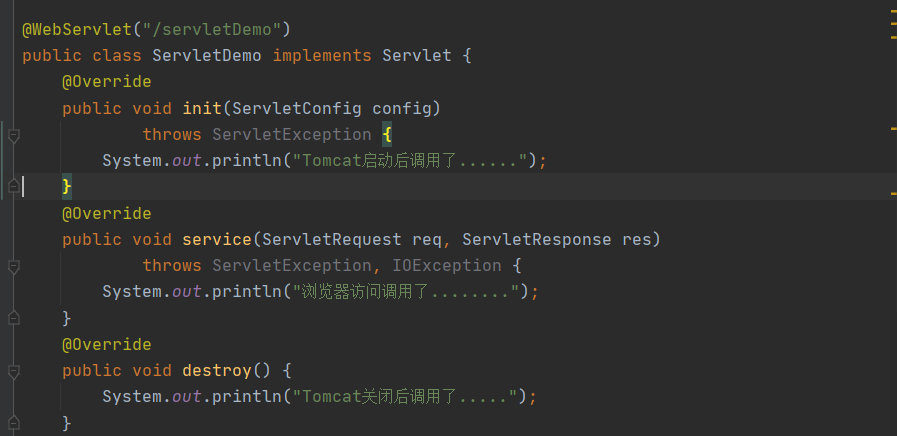 @WebServlet("/servletDemo")
public class ServletDemo implements Servlet {
    @Override
    public void init(ServletConfig config)
            throws ServletException {
        System.out.println("Tomcat启动后调用了......");
    }
    @Override
    public void service(ServletRequest req, ServletResponse res)
            throws ServletException, IOException {
        System.out.println("浏览器访问调用了........");
    }
    @Override
    public void destroy() {
        System.out.println("Tomcat关闭后调用了.....");
    }